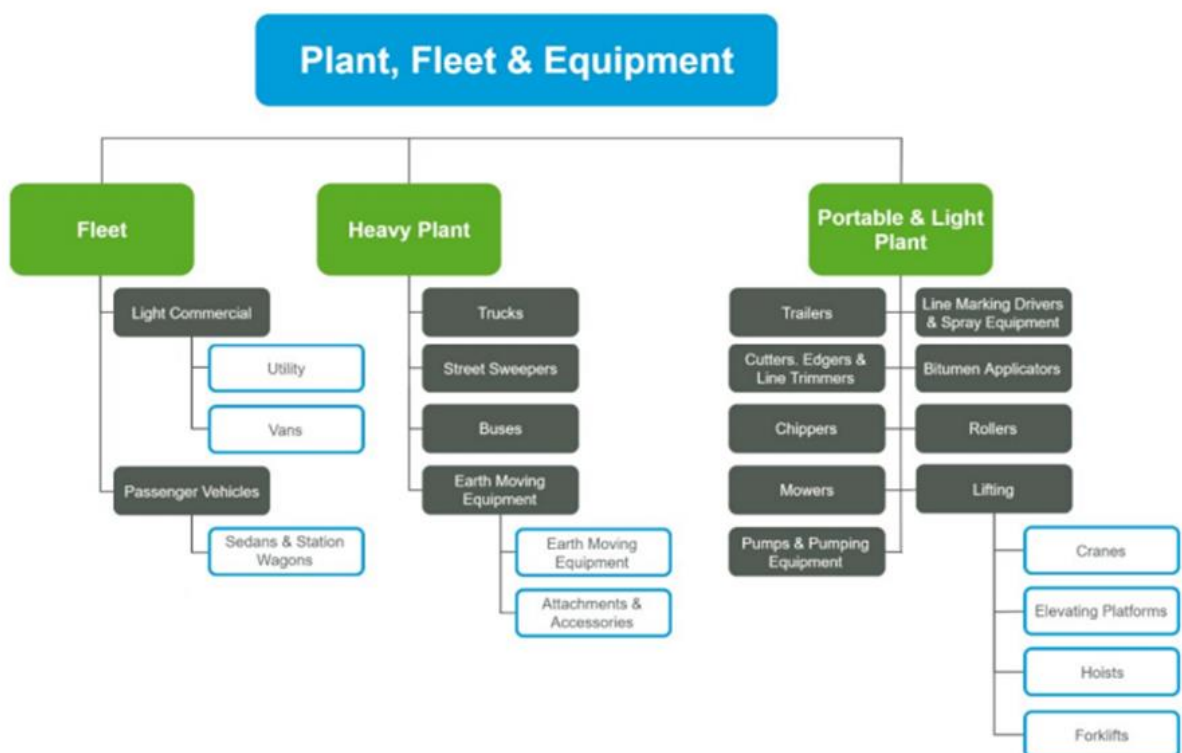 Plant, Fleet & Equipment
Fleet
Light Commercial
Utility
Vans
Passenger Vehicles
Sedans & Station
Wagons
Heavy Plant
Trucks
Street Sweepers
Buses
Earth Moving
Equipment
Earth Moving
Equipment
Attachments &
Accessories
Portable & Light
Plant
Trailers
Cutters. Edgers &
Line Trimmers
Chippers
Mowers
Pumps & Pumping
Equipment
Line Marking Drivers
& Spray Equipment
Bitumen Applicators
Rollers
Lifting
Cranes
Elevating Platforms
Hoists
Forklifts